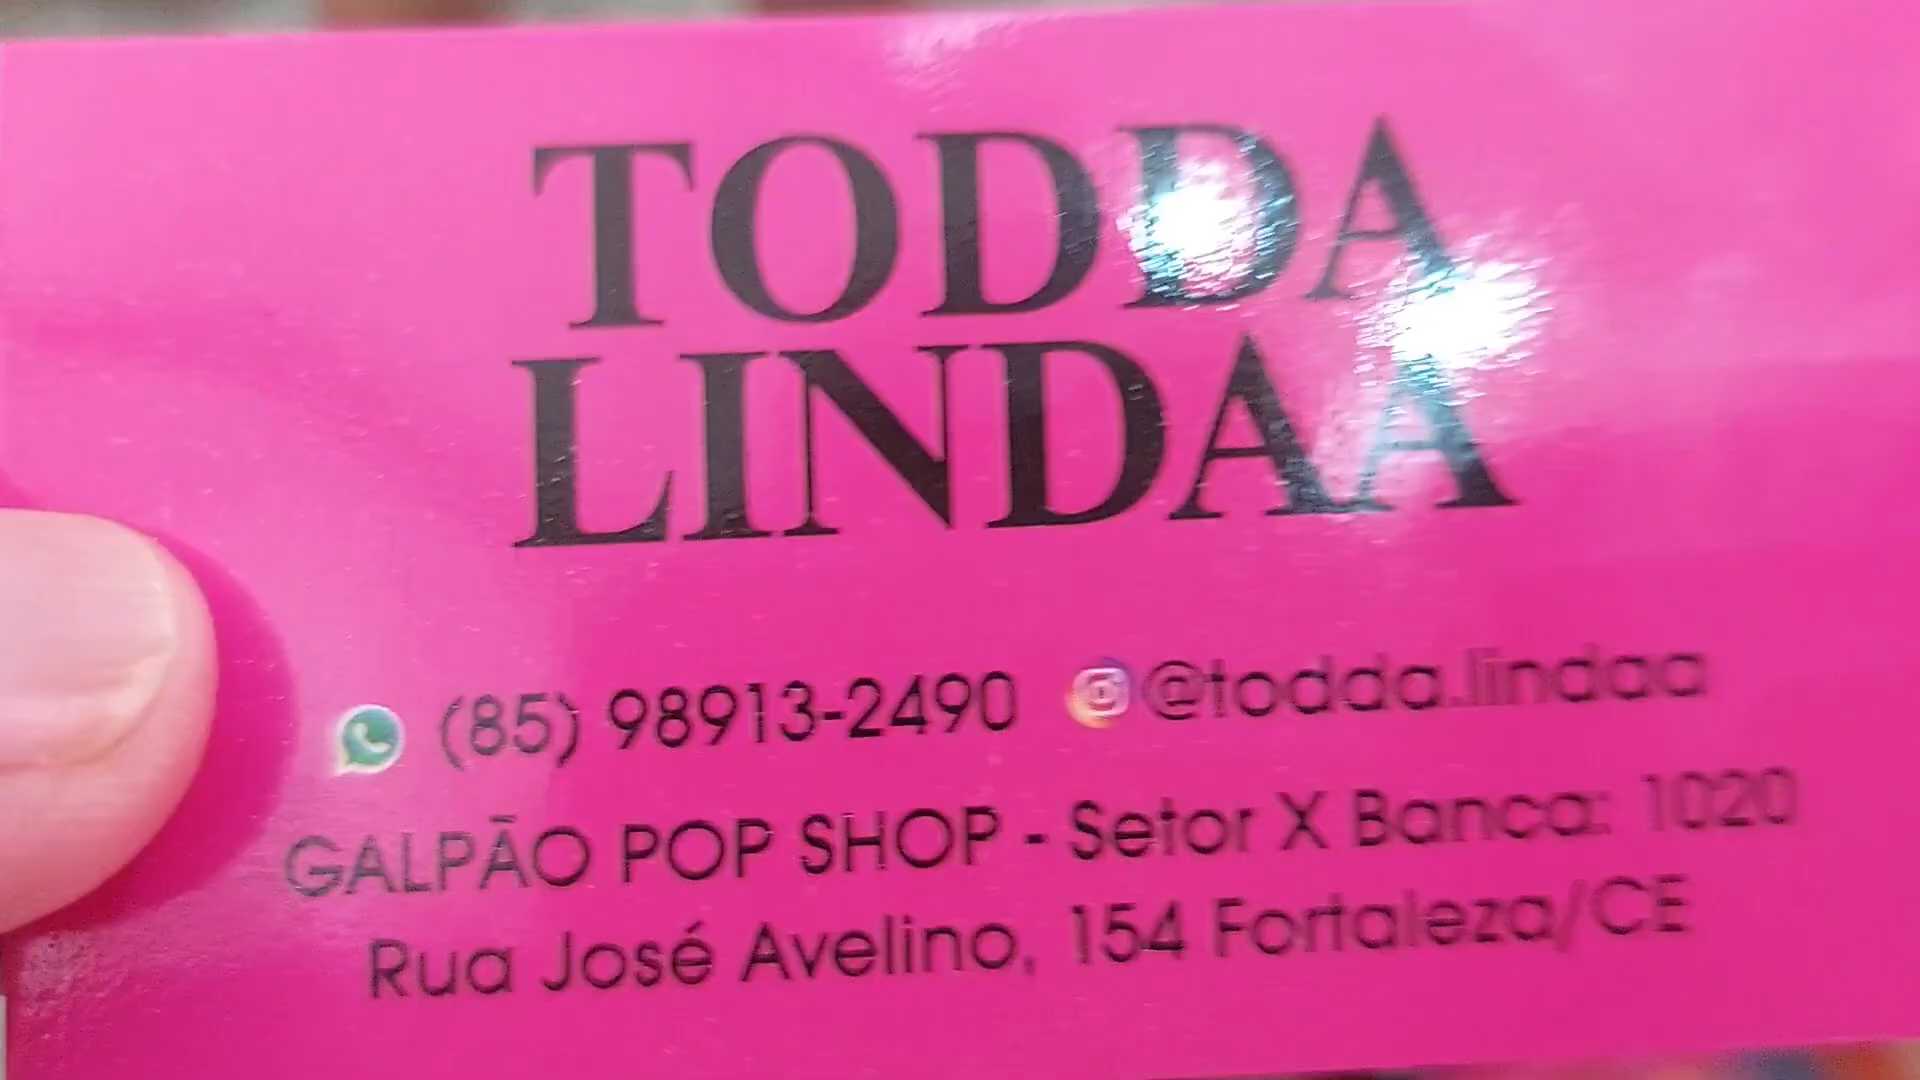 TODDA
LINDAA
(85) 98913-2490 @todda.lindaa
GALPÃO POP SHOP - Setor X Banca: 1020
Rua José Avelino, 154 Fortaleza/CE